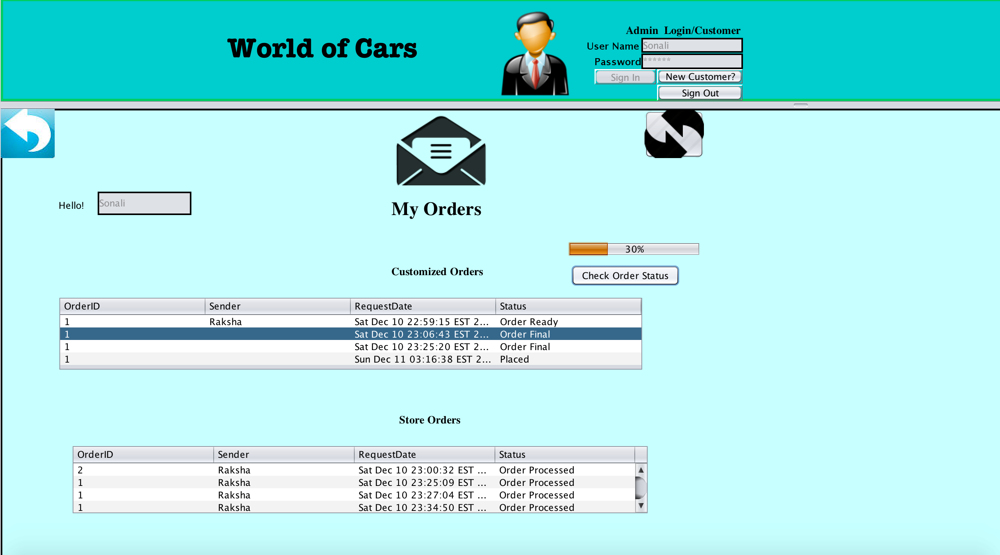 World of Cars
Admin Login/Customer
User Name Sonali
Password ******
Sign In New Customer?
Sign Out
Hello! Sonali
My Orders
30%
Customized Orders
Check Order Status
OrderID Sender RequestDate Status
1 Raksha Sat Dec 10 22:59:15 EST 2... Order Ready
1 Sat Dec 10 23:06:43 EST 2... Order Final
1 Sat Dec 10 23:25:20 EST 2... Order Final
1 Sun Dec 11 03:16:38 EST 2... Placed
Store Orders
OrderID Sender RequestDate Status
2 Raksha Sat Dec 10 23:00:32 EST ... Order Processed
1 Raksha Sat Dec 10 23:25:09 EST ... Order Processed
1 Raksha Sat Dec 10 23:27:04 EST ... Order Processed
1 Raksha Sat Dec 10 23:34:50 EST ... Order Processed